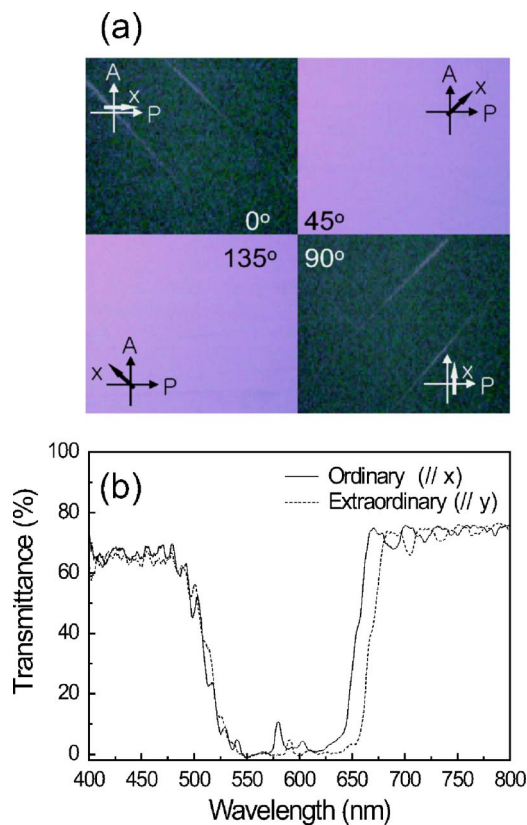 (a)
A
x
P
0°
A
x
P
45°
135°
A
x
P
90°
x
P
(b)
Ordinary (// x)
Extraordinary (// y)
Transmittance (%)
100
80
60
40
20
0
400 450 500 550 600 650 700 750 800
Wavelength (nm)